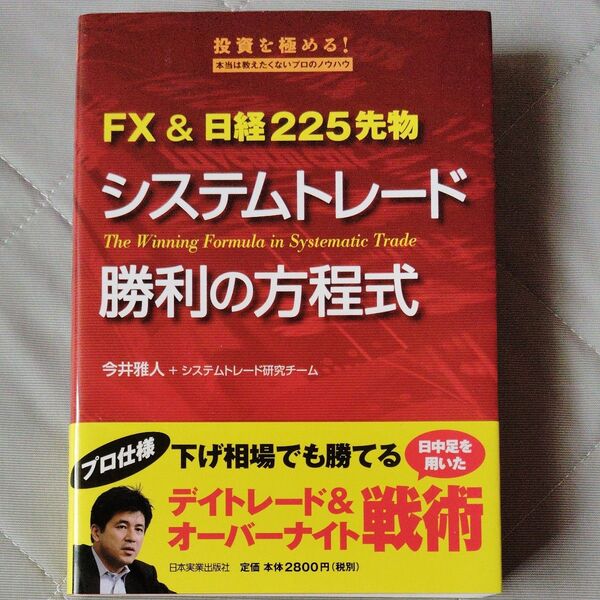 投資を極める!
本当は教えたくないプロのノウハウ
FX & 日経225先物
システムトレード
The Winning Formula in Systematic Trade
勝利の方程式
今井雅人 + システムトレード研究チーム
プロ仕様
下げ相場でも勝てる
日中足を
用いた
デイトレード&
オーバーナイト
戦術
日本実業出版社 定価 本体2800円(税別)